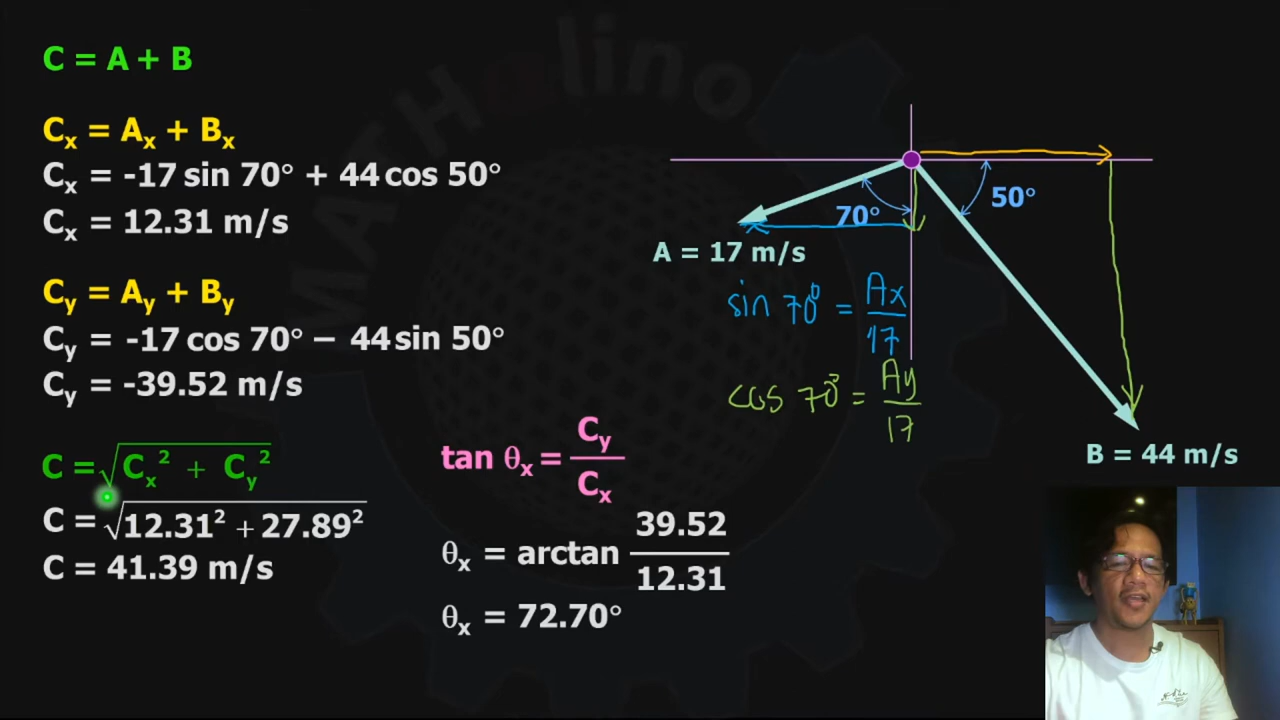 MATHalino
C = A + B
Cx = Ax + Bx
Cx = -17 sin 70° + 44 cos 50°
Cx = 12.31 m/s
Cy = Ay + By
Cy = -17 cos 70° − 44 sin 50°
Cy = -39.52 m/s
C = √(Cx² + Cy²)
C = √(12.31² + 27.89²)
C = 41.39 m/s
tan θx = Cy/Cx
θx = arctan 39.52/12.31
θx = 72.70°
70°
50°
A = 17 m/s
sin 70° = Ax/17
cos 70° = Ay/17
B = 44 m/s